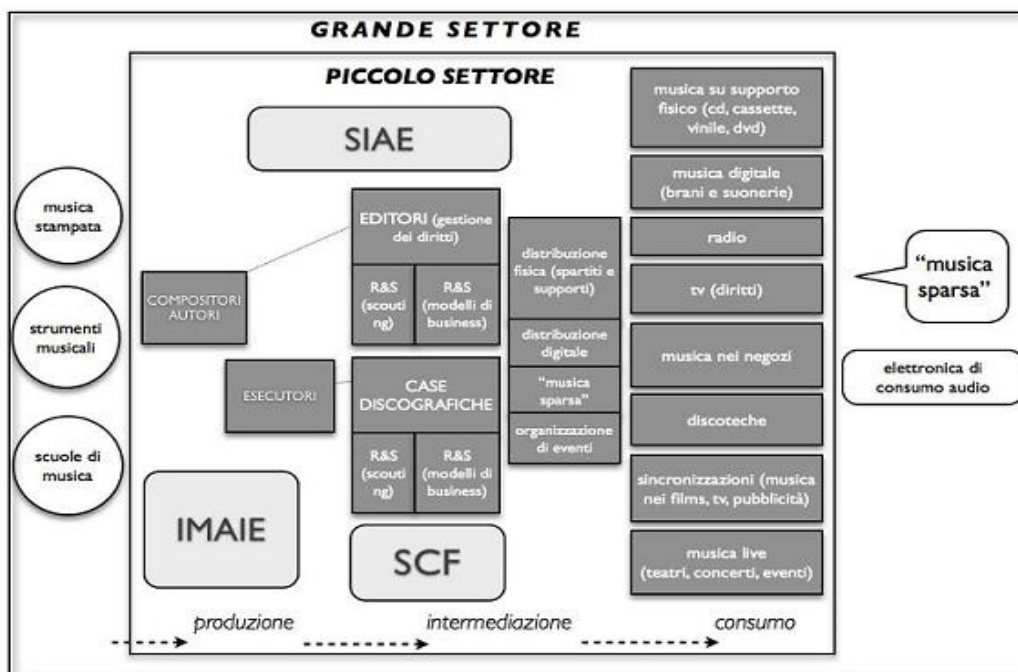 GRANDE SETTORE
PICCOLO SETTORE
SIAE
musica
stampata
strumenti
musicali
scuole di
musica
COMPOSITORI
AUTORI
ESECUTORI
IMAIE
EDITORI (gestione
dei diritti)
R&S
(scouti
ng)
R&S
(modelli di
business)
CASE
DISCOGRAFICHE
R&S
(scouti
ng)
R&S
(modelli di
business)
SCF
distribuzione
fisica (spartiti e
supporti)
distribuzione
digitale
"musica
sparsa"
organizzazione
di eventi
musica su supporto
fisico (cd, cassette,
vinile, dvd)
musica digitale
(brani e suonerie)
radio
tv (diritti)
musica nei negozi
discoteche
sincronizzazioni (musica
nei films, tv, pubblicità)
musica live
(teatri, concerti, eventi)
"musica
sparsa"
elettronica di
consumo audio
produzione
intermediazione
consumo